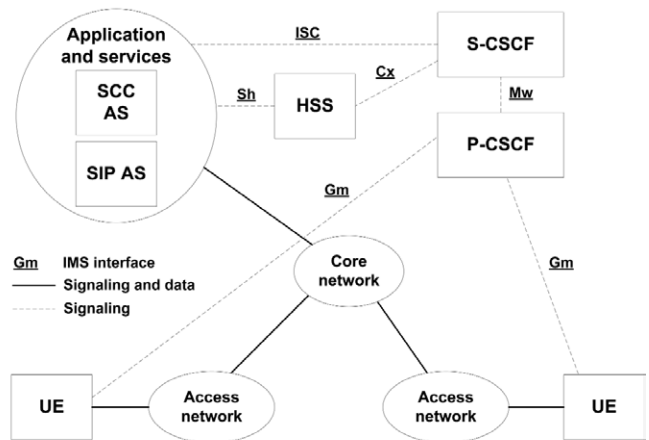 Application
and services
SCC
AS
SIP AS
ISC
S-CSCF
Cx
Sh
HSS
Mw
P-CSCF
Gm
Gm
Core
network
Gm IMS interface
Signaling and data
Signaling
UE
Access
network
Access
network
UE